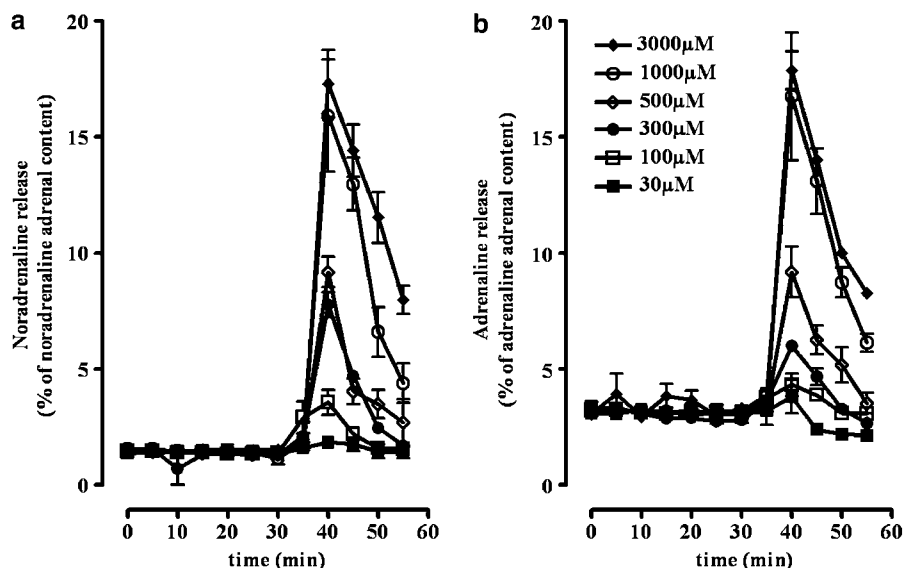 a
Noradrenaline release
(% of noradrenaline adrenal content)
20
15
10
5
0
0 10 20 30 40 50 60
time (min)
b
Adrenaline release
(% of adrenaline adrenal content)
20
15
10
5
0
3000µM
1000µM
500µM
300µM
100µM
30µM
0 10 20 30 40 50 60
time (min)